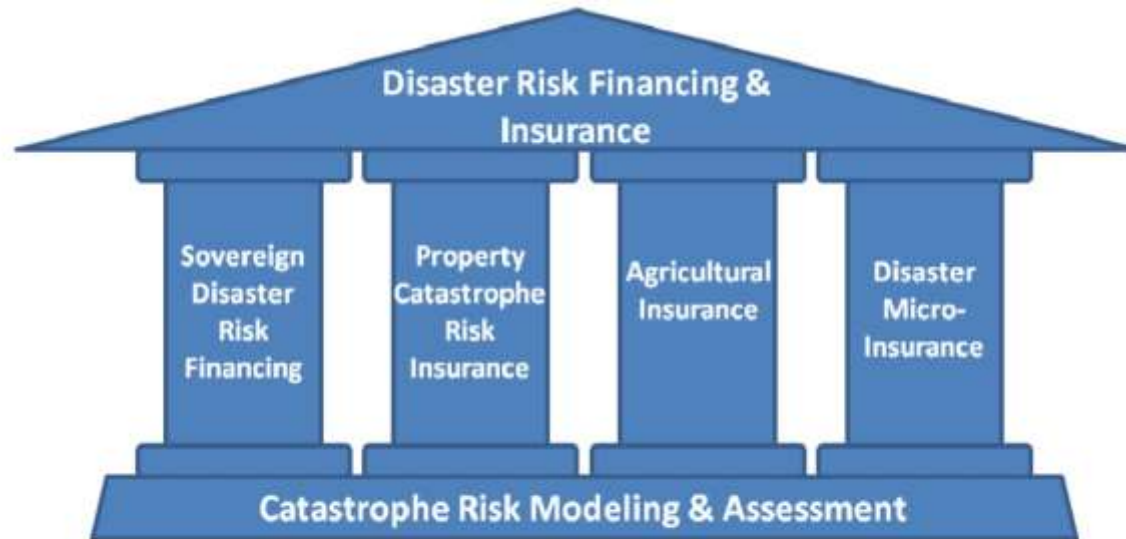 Disaster Risk Financing &
Insurance
Sovereign
Disaster
Risk
Financing
Property
Catastrophe
Risk
Insurance
Agricultural
Insurance
Disaster
Micro-
Insurance
Catastrophe Risk Modeling & Assessment